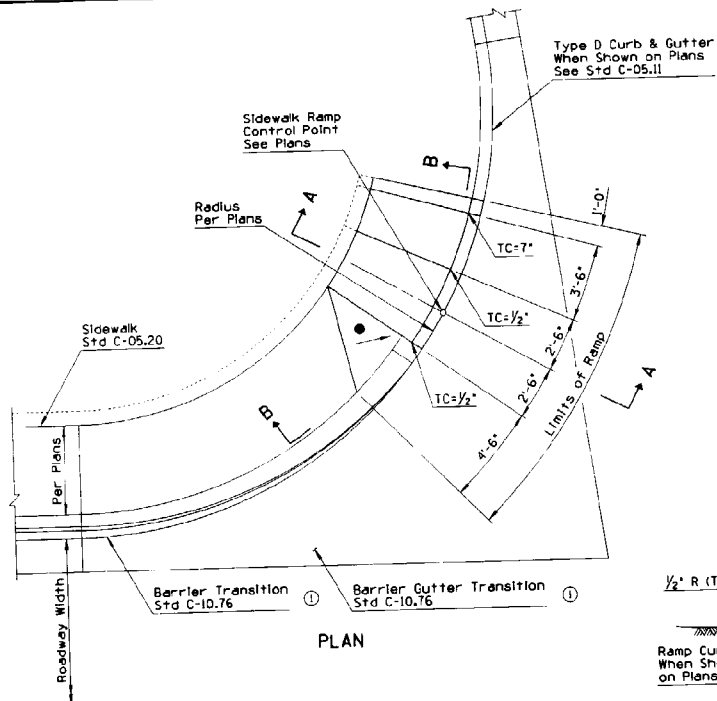 Type D Curb & Gutter
When Shown on Plans
See Std C-05.11
Sidewalk Ramp
Control Point
See Plans
B
A
Radius
Per Plans
1'-0"
TC=7"
3'-6"
TC=½"
2'-6"
Sidewalk
Std C-05.20
TC=½"
2'-6"
Limits of Ramp
A
B
4'-6"
Per Plans
Barrier Transition
Std C-10.76
1
Barrier Gutter Transition
Std C-10.76
1
Roadway Width
PLAN
½" R (T
Ramp Cu
When Sh
on Plans